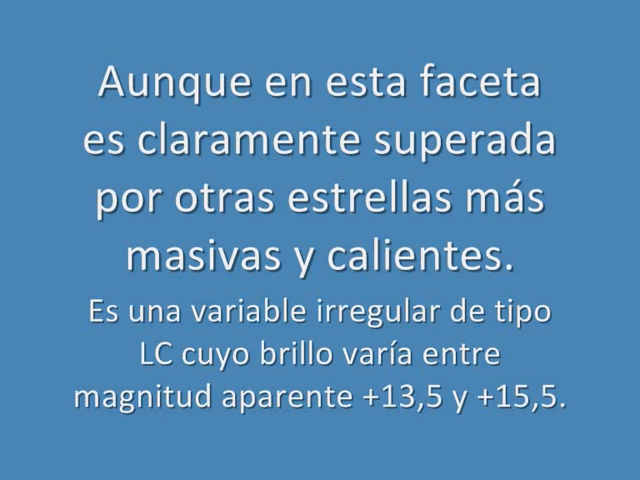 Aunque en esta faceta
es claramente superada
por otras estrellas más
masivas y calientes.
Es una variable irregular de tipo
LC cuyo brillo varía entre
magnitud aparente +13,5 y +15,5.